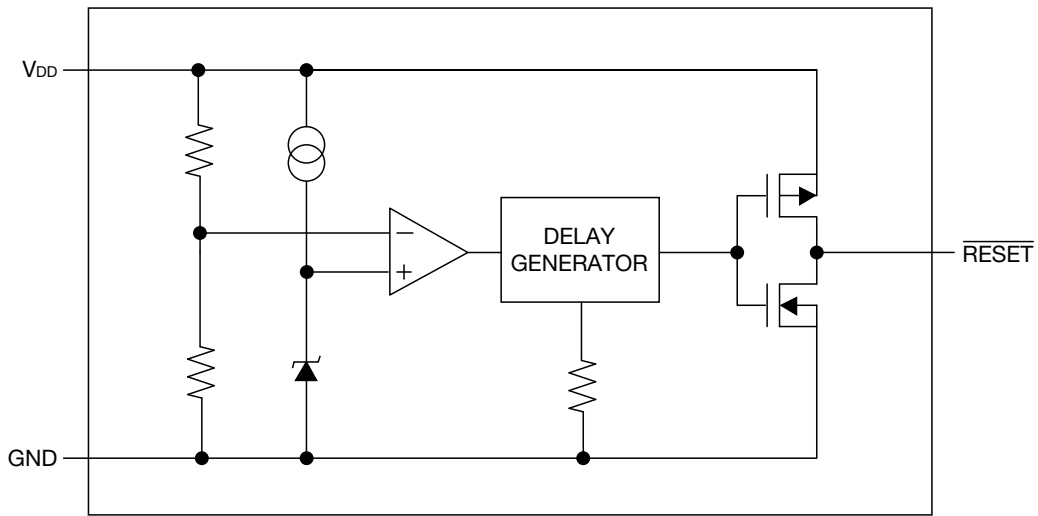 VDD
−
+
DELAY
GENERATOR
RESET
GND